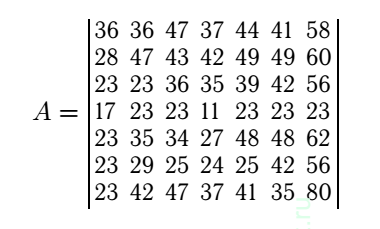 36 36 47 37 44 41 58
28 47 43 42 49 49 60
23 23 36 35 39 42 56
A = 17 23 23 11 23 23 23
23 35 34 27 48 48 62
23 29 25 24 25 42 56
23 42 47 37 41 35 80
.ru